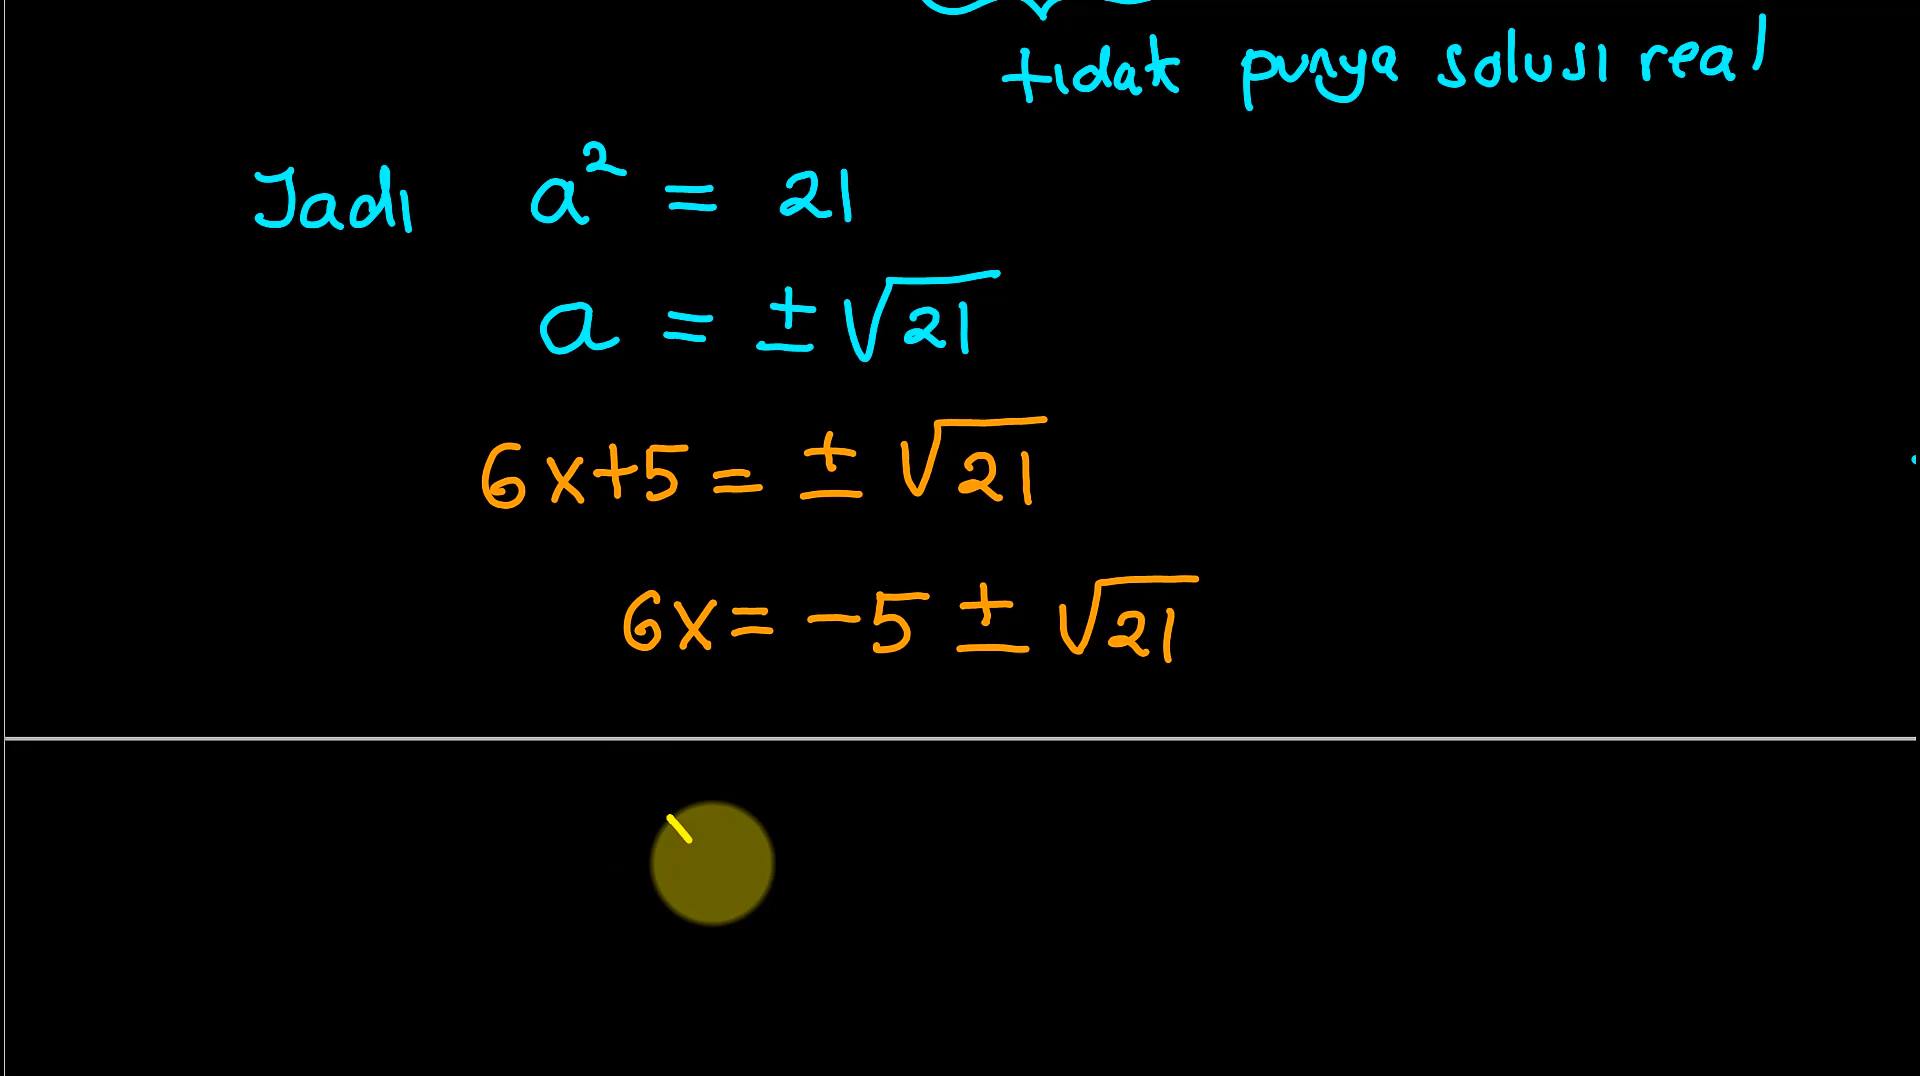 tidak punya solusi real
Jadi a² = 21
a = ±√21
6x+5 = ±√21
6x = -5 ± √21